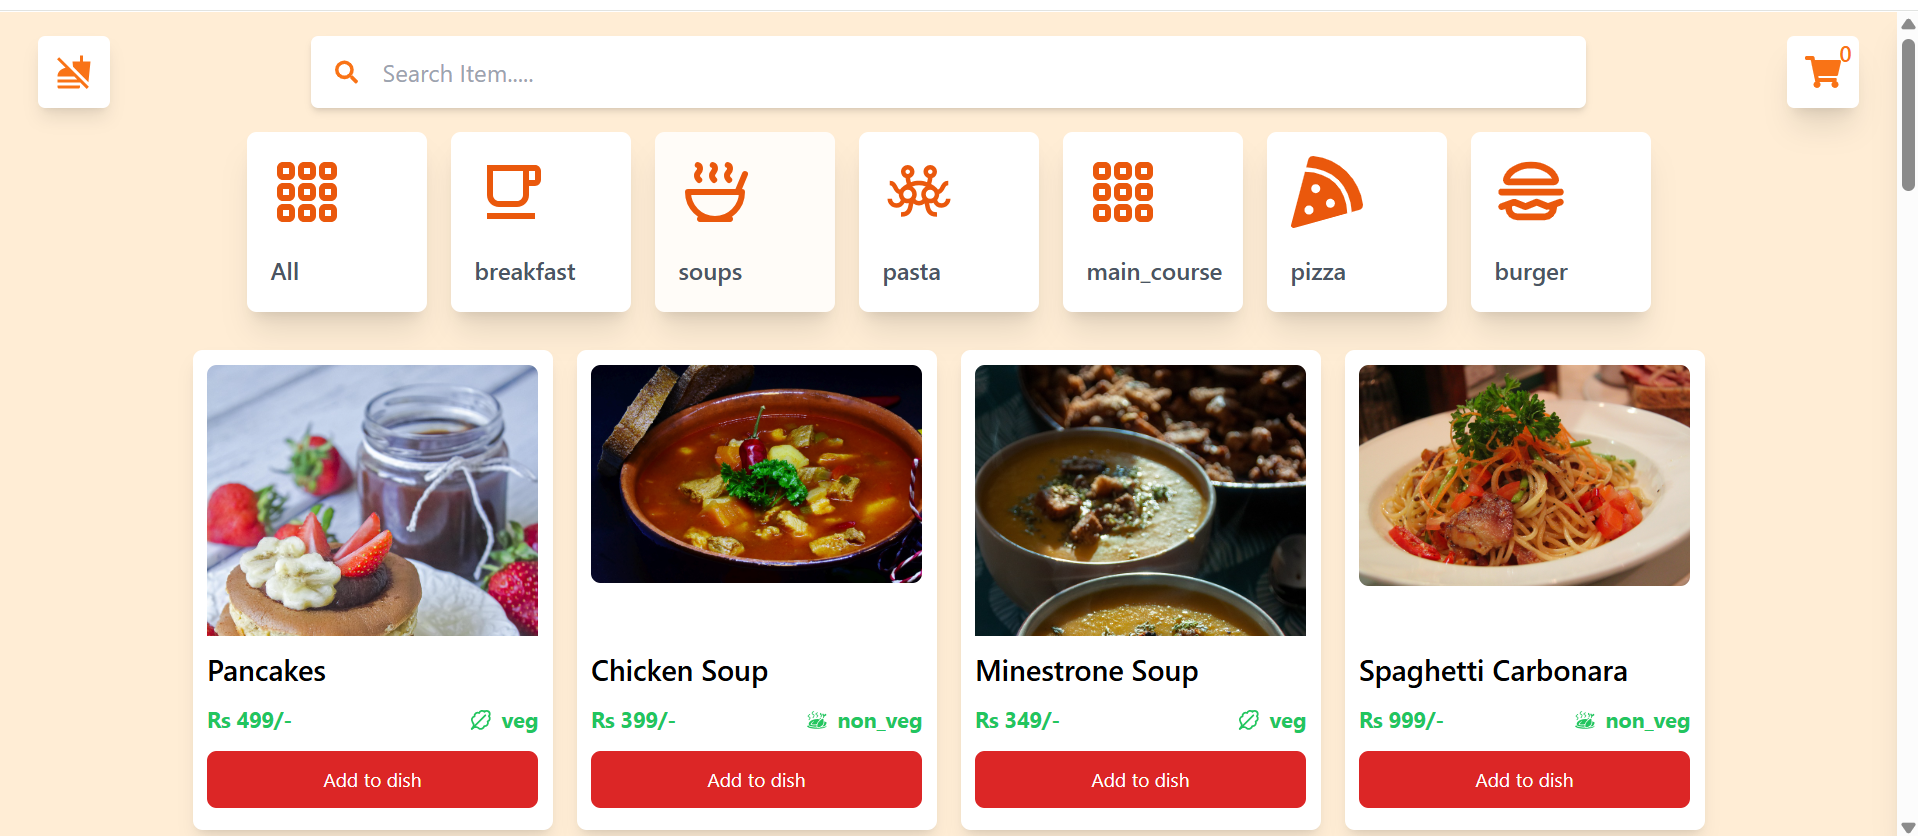 Search Item.....
0
All
breakfast
soups
pasta
main_course
pizza
burger
Pancakes
Rs 499/-
veg
Add to dish
Chicken Soup
Rs 399/-
non_veg
Add to dish
Minestrone Soup
Rs 349/-
veg
Add to dish
Spaghetti Carbonara
Rs 999/-
non_veg
Add to dish